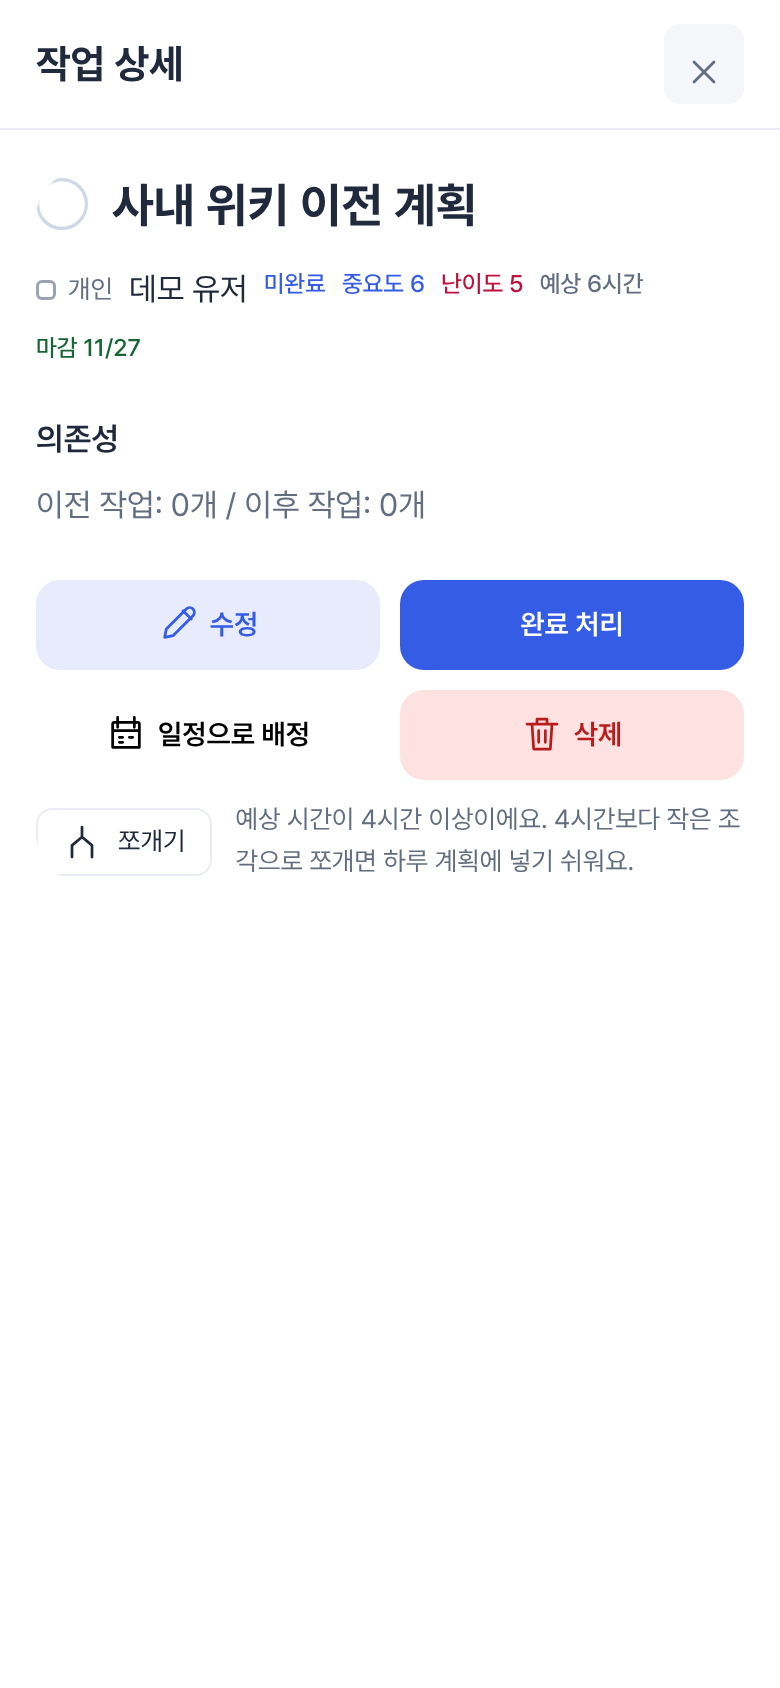 작업 상세
사내 위키 이전 계획
개인 데모 유저 미완료 중요도 6 난이도 5 예상 6시간
마감 11/27
의존성
이전 작업: 0개 / 이후 작업: 0개
수정 완료 처리
일정으로 배정 삭제
쪼개기
예상 시간이 4시간 이상이에요. 4시간보다 작은 조
각으로 쪼개면 하루 계획에 넣기 쉬워요.